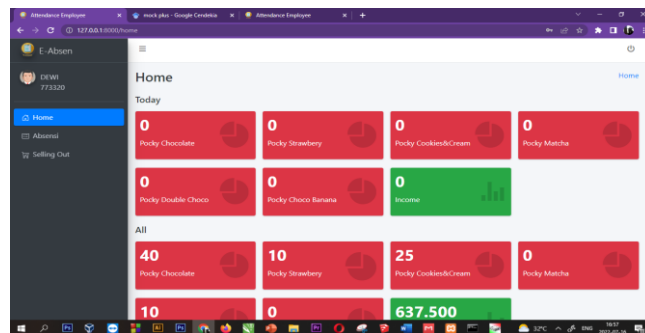 Attendance Employee
mock plus - Google Cendekia
Attendance Employee
127.0.0.1:8000/home
E-Absen
DEWI
773320
Home
Absensi
Selling Out
Home
Home
Today
0
Pocky Chocolate
0
Pocky Strawbery
0
Pocky Cookies&Cream
0
Pocky Matcha
0
Pocky Double Choco
0
Pocky Choco Banana
0
Income
All
40
Pocky Chocolate
10
Pocky Strawbery
25
Pocky Cookies&Cream
0
Pocky Matcha
10
0
637.500
32°C
ENG
16:57